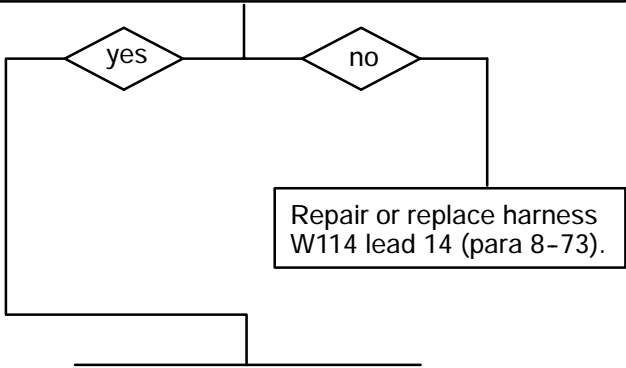 yes
no
Repair or replace harness
W114 lead 14 (para 8-73).